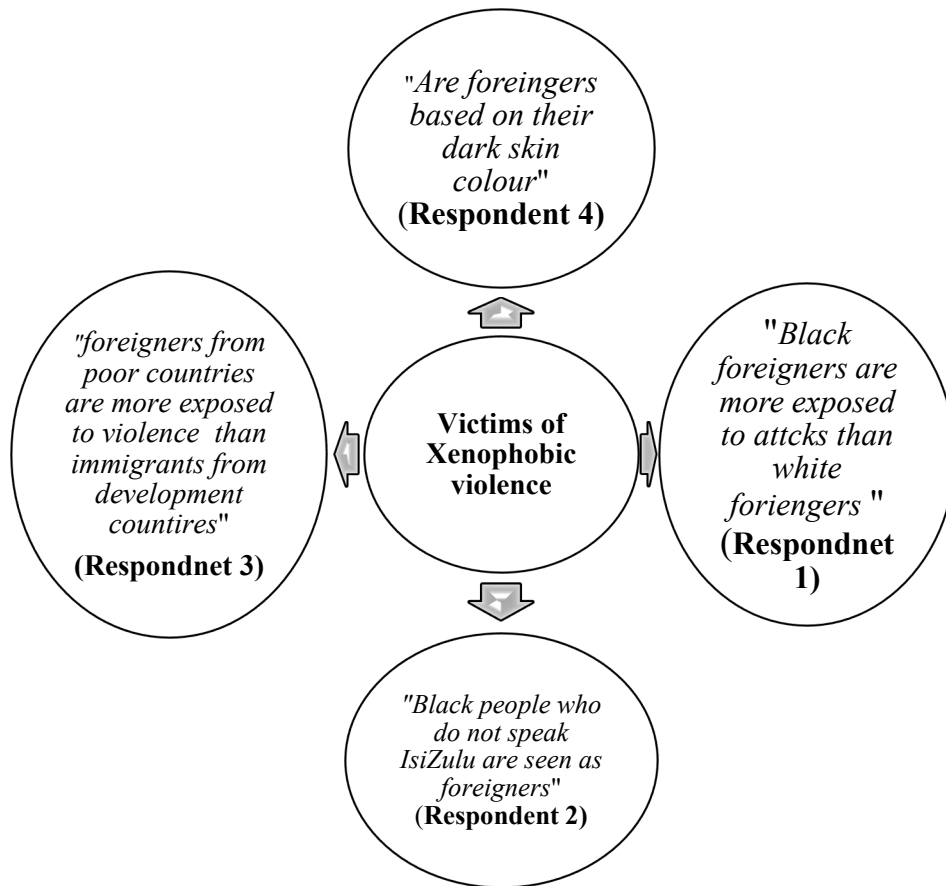 "Are foreingers
based on their
dark skin
colour"
(Respondent 4)
"foreigners from
poor countries
are more exposed
to violence than
immigrants from
development
countires"
(Respondnet 3)
Victims of
Xenophobic
violence
"Black
foreigners are
more exposed
to attcks than
white
foriengers "
(Respondnet
1)
"Black people who
do not speak
IsiZulu are seen as
foreigners"
(Respondent 2)